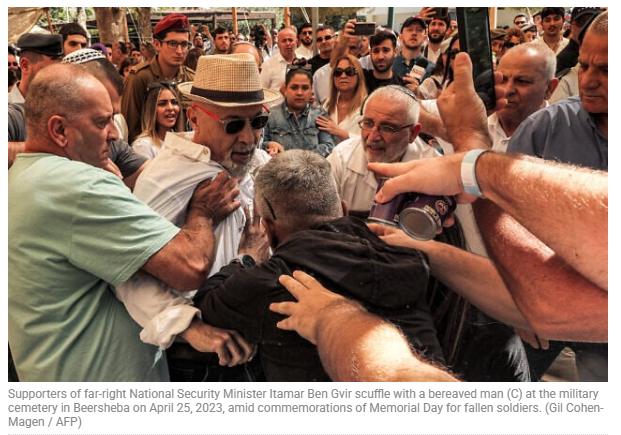 Supporters of far-right National Security Minister Itamar Ben Gvir scuffle with a bereaved man (C) at the military
cemetery in Beersheba on April 25, 2023, amid commemorations of Memorial Day for fallen soldiers. (Gil Cohen-
Magen / AFP)